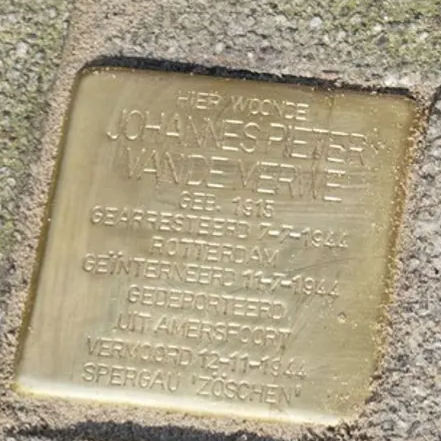 HIER WOONDE
JOHANNES PIETER
VAN DE MERWE
GEB. 1915
GEARRESTEERD 7-7-1944
ROTTERDAM
GEÏNTERNEERD 11-7-1944
GEDEPORTEERD
UIT AMERSFOORT
VERMOORD 12-11-1944
SPERGAU "ZÖSCHEN"